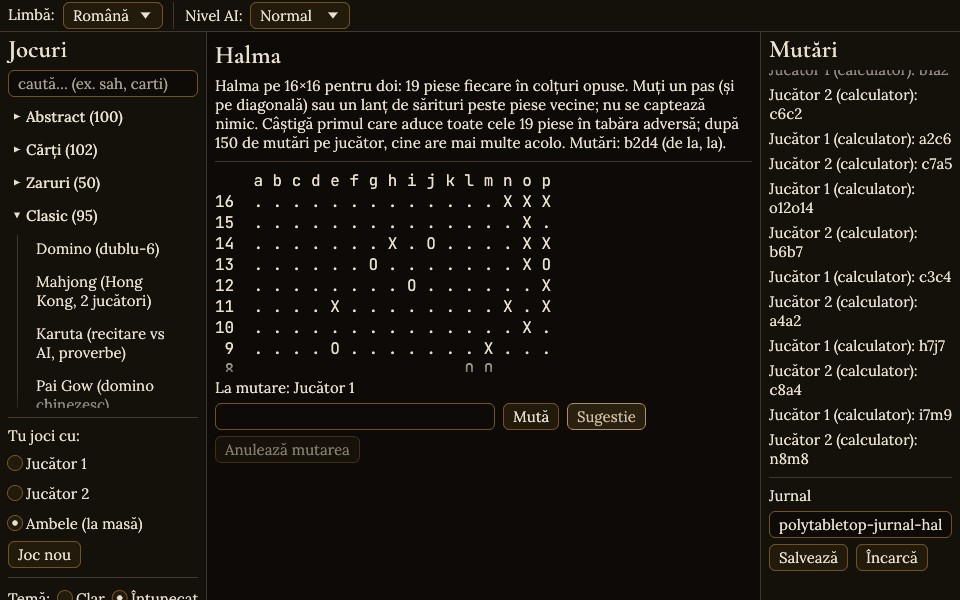 Limbă: Română ▼ Nivel AI: Normal ▼
Jocuri
caută... (ex. sah, carti)
▸ Abstract (100)
▸ Cărți (102)
▸ Zaruri (50)
▾ Clasic (95)
Domino (dublu-6)
Mahjong (Hong
Kong, 2 jucători)
Karuta (recitare vs
AI, proverbe)
Pai Gow (domino
chinezesc)
Tu joci cu:
Jucător 1
Jucător 2
Ambele (la masă)
Joc nou
Temă: Clar Întunecat
Halma
Halma pe 16×16 pentru doi: 19 piese fiecare în colțuri opuse. Muți un pas (și
pe diagonală) sau un lanț de sărituri peste piese vecine; nu se captează
nimic. Câștigă primul care aduce toate cele 19 piese în tabăra adversă; după
150 de mutări pe jucător, cine are mai multe acolo. Mutări: b2d4 (de la, la).
a b c d e f g h i j k l m n o p
16 . . . . . . . . . . . . . X X X
15 . . . . . . . . . . . . . . X .
14 . . . . . . . X . O . . . . X X
13 . . . . . . O . . . . . . . X O
12 . . . . . . . . O . . . . . . X
11 . . . . X . . . . . . . . X . X
10 . . . . . . . . . . . . . . X .
9 . . . . O . . . . . . . X . . .
8 O O
La mutare: Jucător 1
Mută Sugestie
Anulează mutarea
Mutări
Jucător 1 (calculator): b1a2
Jucător 2 (calculator):
c6c2
Jucător 1 (calculator): a2c6
Jucător 2 (calculator): c7a5
Jucător 1 (calculator):
o12o14
Jucător 2 (calculator):
b6b7
Jucător 1 (calculator): c3c4
Jucător 2 (calculator):
a4a2
Jucător 1 (calculator): h7j7
Jucător 2 (calculator):
c8a4
Jucător 1 (calculator): i7m9
Jucător 2 (calculator):
n8m8
Jurnal
polytabletop-jurnal-hal
Salvează Încarcă